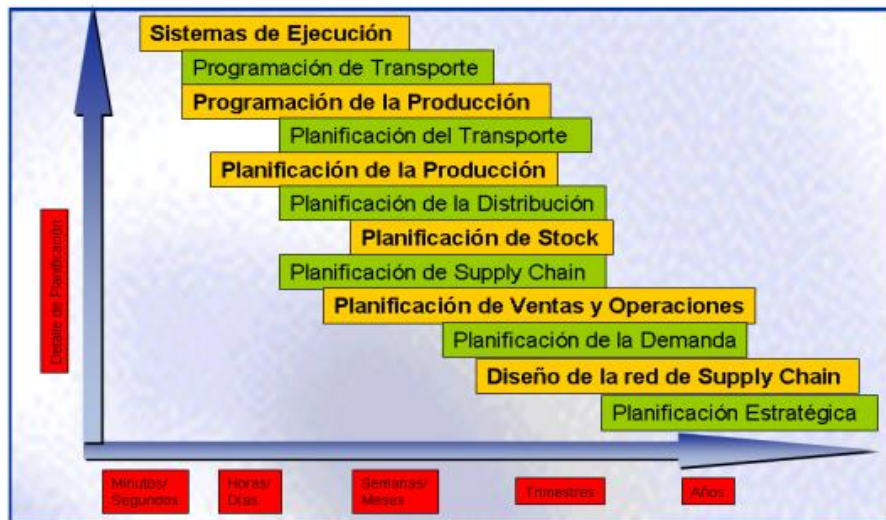 Sistemas de Ejecución
Programación de Transporte
Programación de la Producción
Planificación del Transporte
Planificación de la Producción
Planificación de la Distribución
Planificación de Stock
Planificación de Supply Chain
Planificación de Ventas y Operaciones
Planificación de la Demanda
Diseño de la red de Supply Chain
Planificación Estratégica
Detalle de Planificación
Minutos/
Segundos
Horas/
Días
Semanas/
Meses
Trimestres
Años